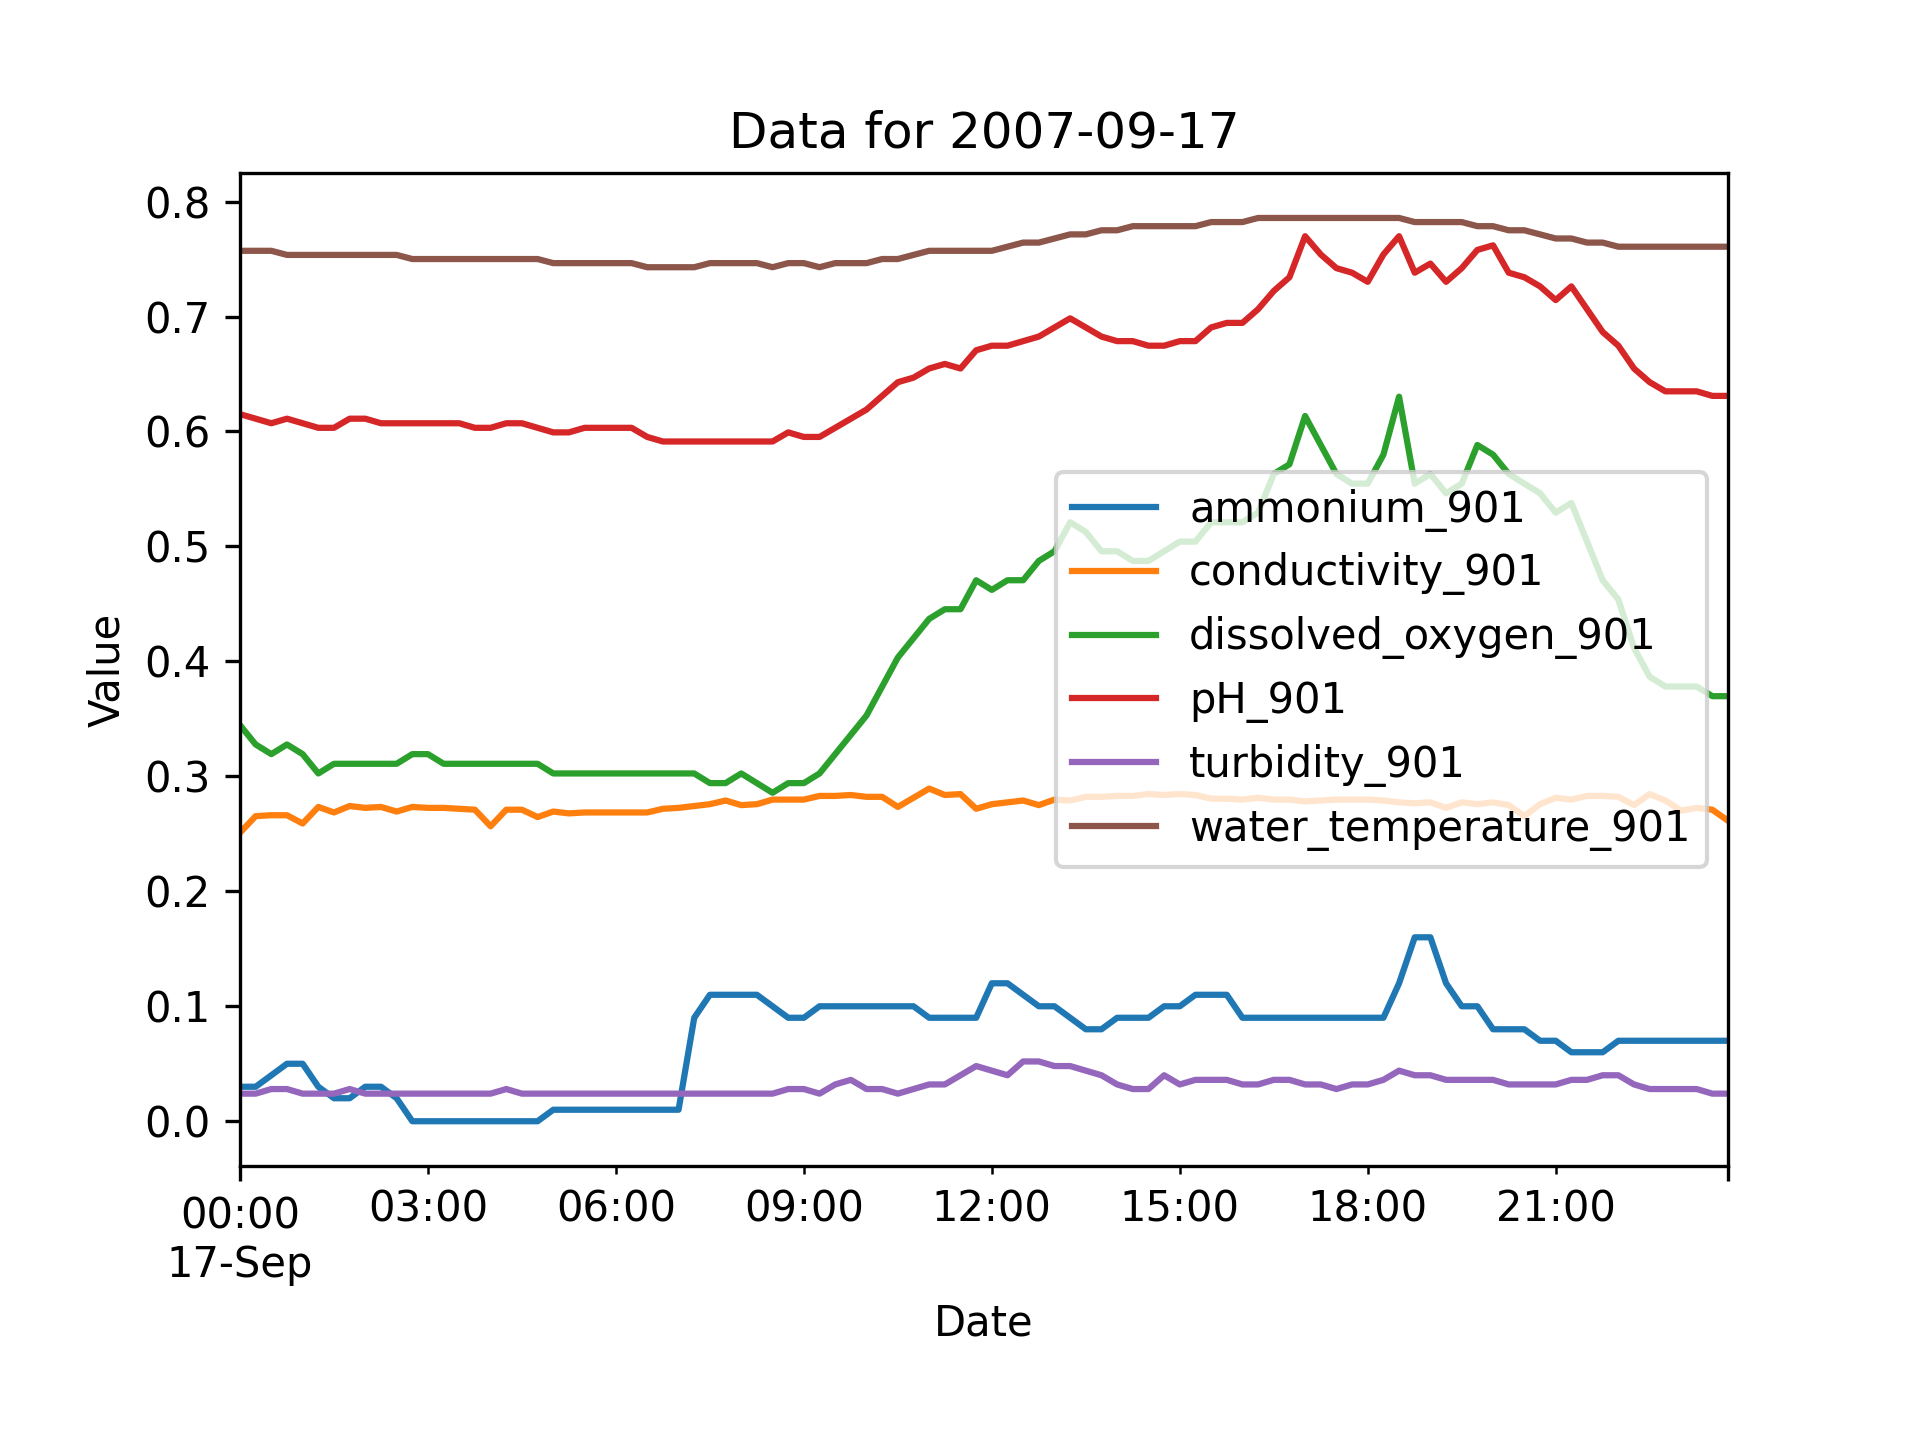 Data for 2007-09-17
Value
0.8
0.7
0.6
0.5
0.4
0.3
0.2
0.1
0.0
ammonium_901
conductivity_901
dissolved_oxygen_901
pH_901
turbidity_901
water_temperature_901
00:00 03:00 06:00 09:00 12:00 15:00 18:00 21:00
17-Sep
Date